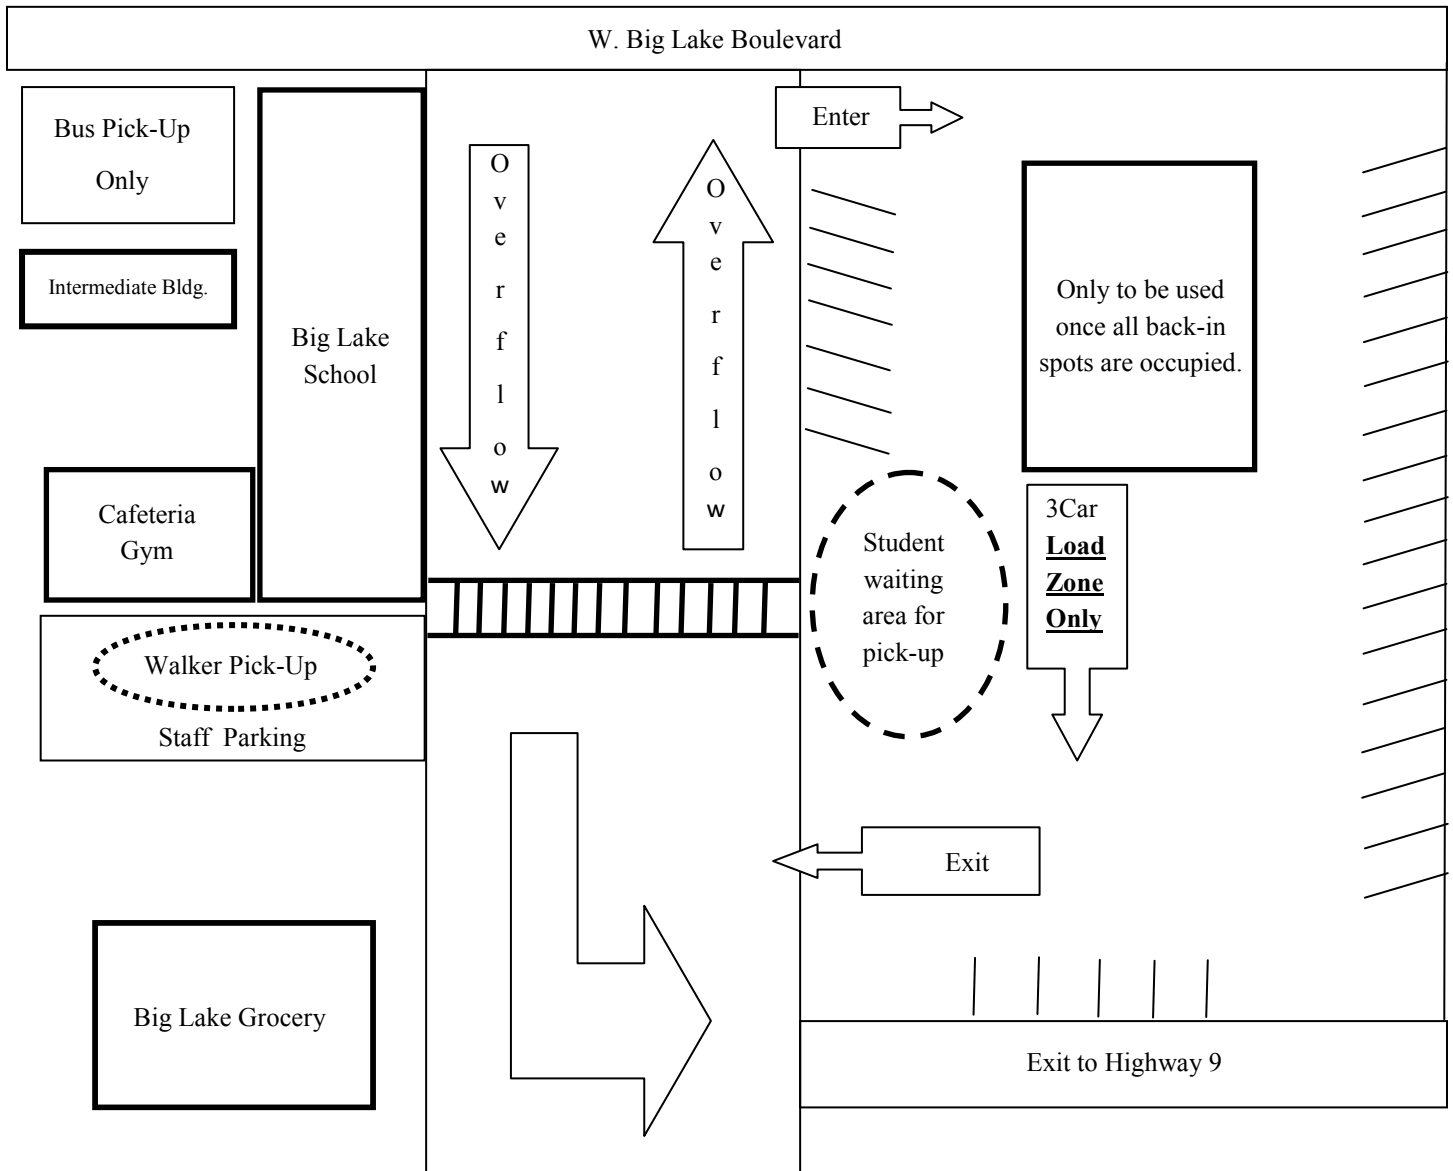 W. Big Lake Boulevard
Bus Pick-Up
Only
Intermediate Bldg.
Big Lake
School
Cafeteria
Gym
Walker Pick-Up
Staff Parking
Big Lake Grocery
O
v
e
r
f
l
o
w
O
v
e
r
f
l
o
w
Enter
Only to be used
once all back-in
spots are occupied.
Student
waiting
area for
pick-up
3Car
Load
Zone
Only
Exit
Exit to Highway 9